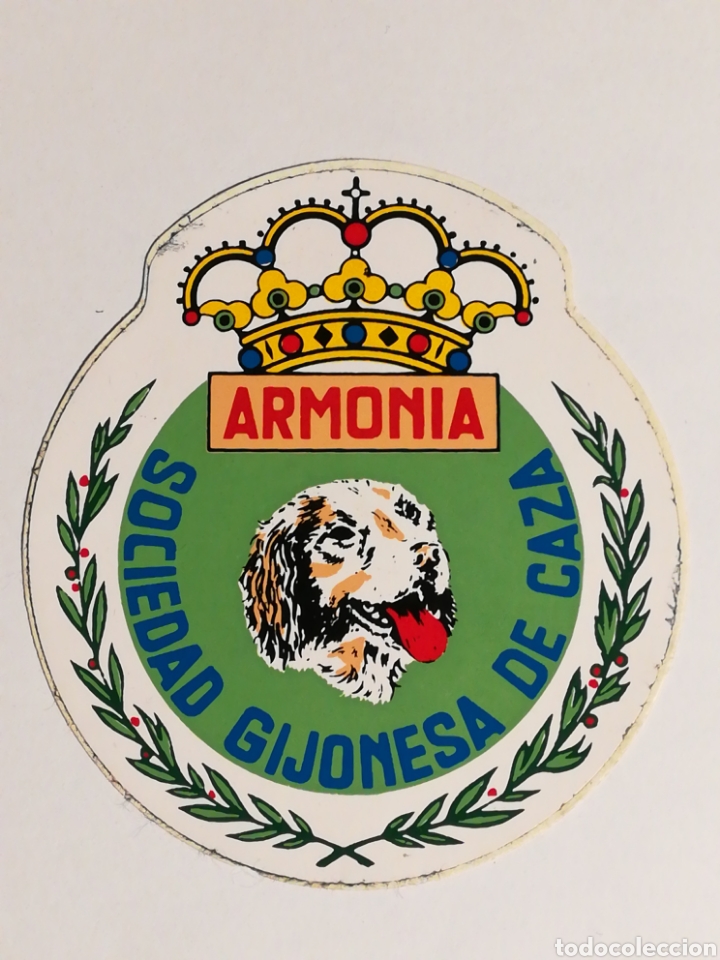 ARMONIA
SOCIEDAD GIJONESA DE CAZA
todocoleccion